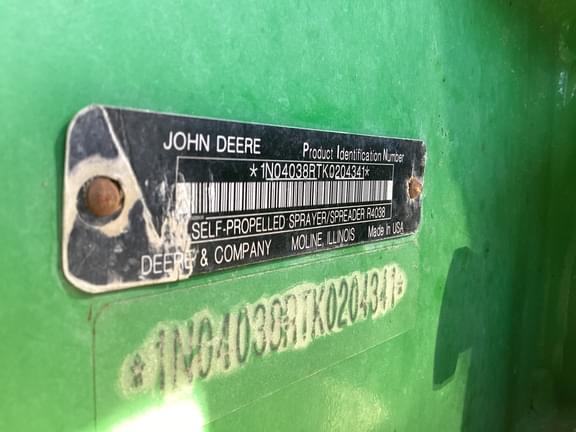 JOHN DEERE Product Identification Number
*1N04038RTK0204341*
SELF-PROPELLED SPRAYER/SPREADER R4038
DEERE & COMPANY MOLINE, ILLINOIS Made in USA
*1N04038RTK0204341*